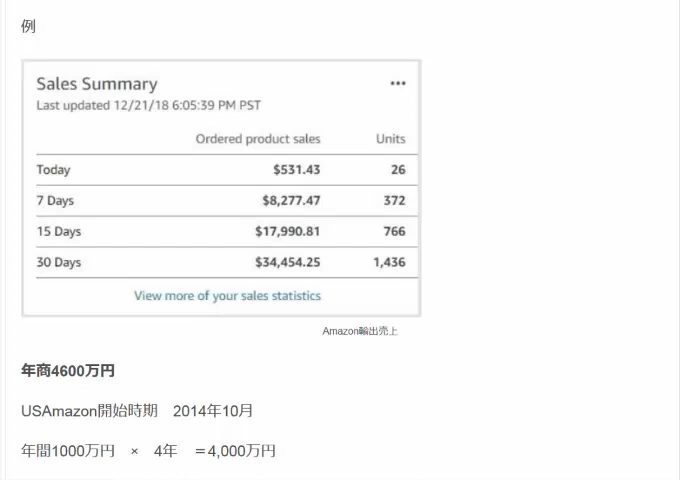 例
Sales Summary •••
Last updated 12/21/18 6:05:39 PM PST
Ordered product sales Units
Today $531.43 26
7 Days $8,277.47 372
15 Days $17,990.81 766
30 Days $34,454.25 1,436
View more of your sales statistics
Amazon輸出売上
年商4600万円
USAmazon開始時期　2014年10月
年間1000万円　×　4年　＝4,000万円